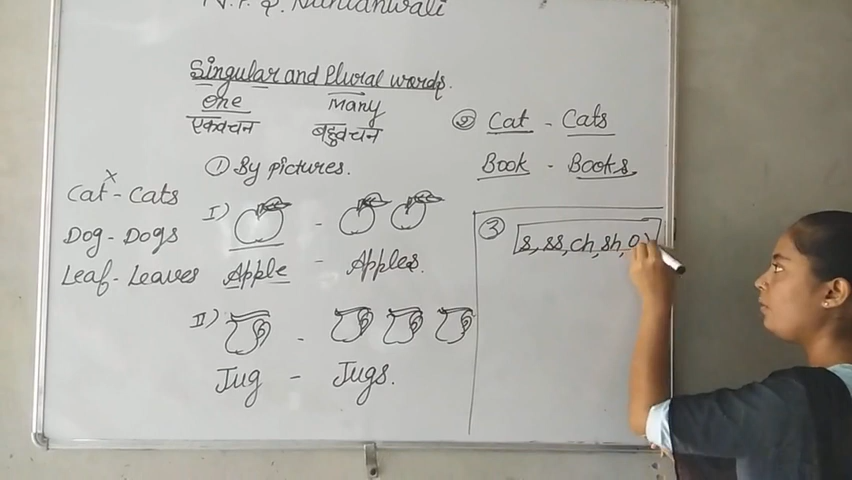 Singular and Plural words.
One Many
एकवचन बहुवचन
① By pictures.
Cat - Cats
Dog - Dogs
Leaf - Leaves
I) -
Apple - Apples.
II) -
Jug - Jugs.
② Cat - Cats
Book - Books
③ s, ss, ch, sh, o